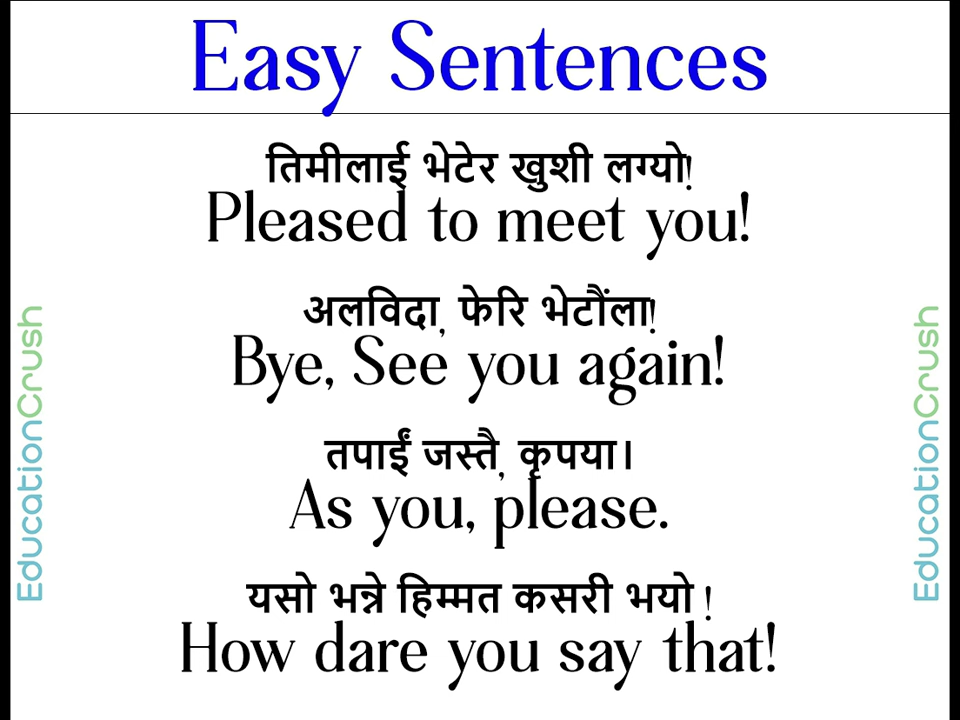 Easy Sentences
तिमीलाई भेटेर खुशी लग्यो!
Pleased to meet you!
अलविदा, फेरि भेटौंला!
Bye, See you again!
तपाईं जस्तै, कृपया।
As you, please.
यसो भन्ने हिम्मत कसरी भयो !
How dare you say that!
EducationCrush
EducationCrush